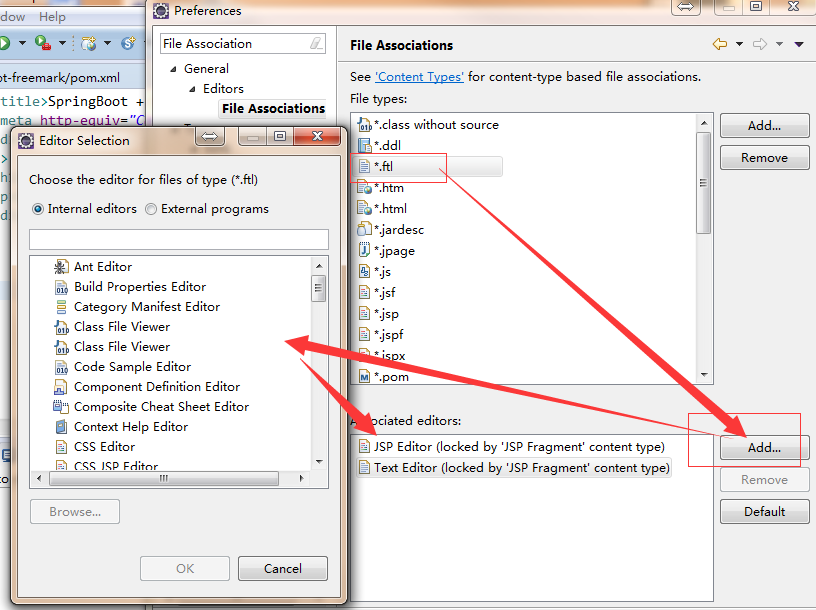 dow Help
Preferences
ot-freemark/pom.xml
title>SpringBoot +
meta http-equiv="C
File Association
General
Editors
File Associations
File Associations
See 'Content Types' for content-type based file associations.
File types:
*.class without source
*.ddl
*.ftl
*.htm
*.html
*.jardesc
*.jpage
*.js
*.jsf
*.jsp
*.jspf
*.jspx
*.pom
Add...
Remove
Associated editors:
JSP Editor (locked by 'JSP Fragment' content type)
Text Editor (locked by 'JSP Fragment' content type)
Add...
Remove
Default
Editor Selection
Choose the editor for files of type (*.ftl)
Internal editors External programs
Ant Editor
Build Properties Editor
Category Manifest Editor
Class File Viewer
Class File Viewer
Code Sample Editor
Component Definition Editor
Composite Cheat Sheet Editor
Context Help Editor
CSS Editor
CSS JSP Editor
Browse...
OK Cancel